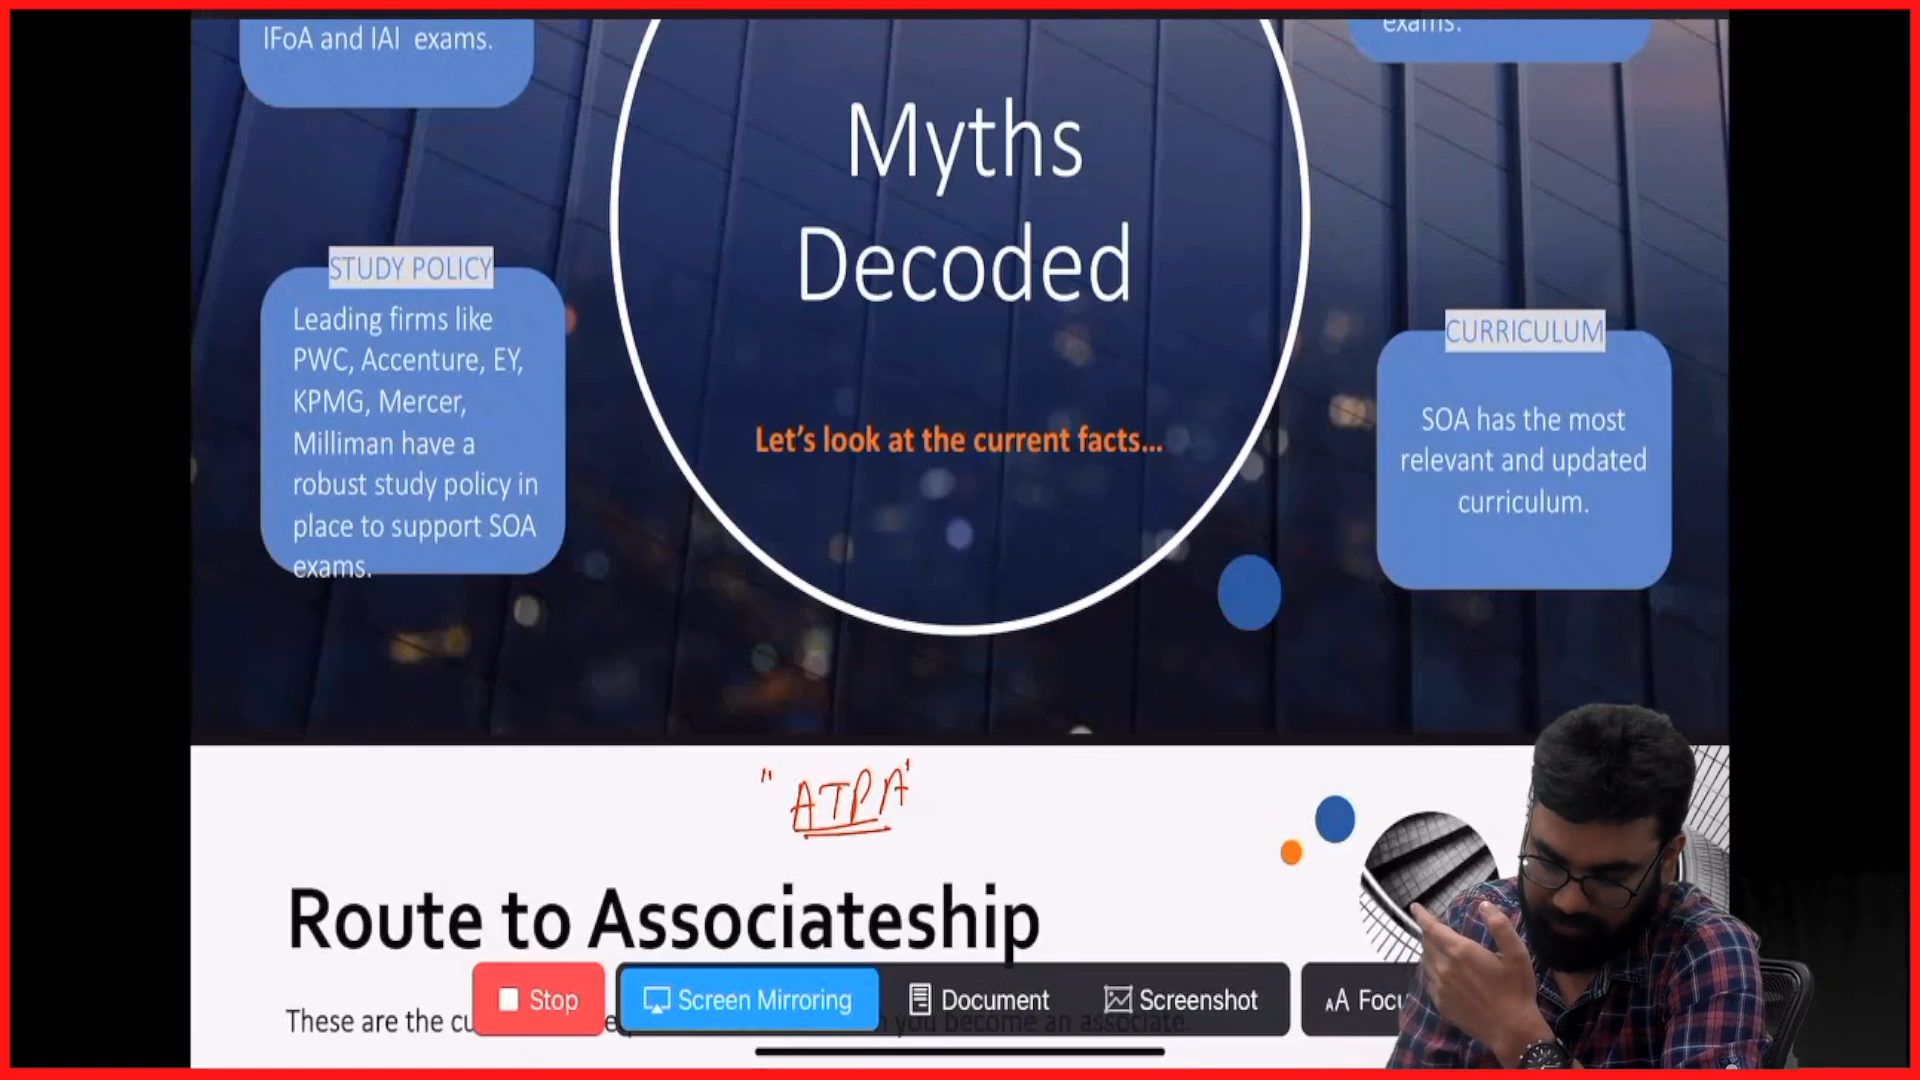 IFoA and IAI exams.
exams.
Myths
Decoded
Let's look at the current facts...
STUDY POLICY
Leading firms like
PWC, Accenture, EY,
KPMG, Mercer,
Milliman have a
robust study policy in
place to support SOA
exams.
CURRICULUM
SOA has the most
relevant and updated
curriculum.
"ATPA'
Route to Associateship
These are the cu
you become an associate.
Stop
Screen Mirroring
Document
Screenshot
AA Focu